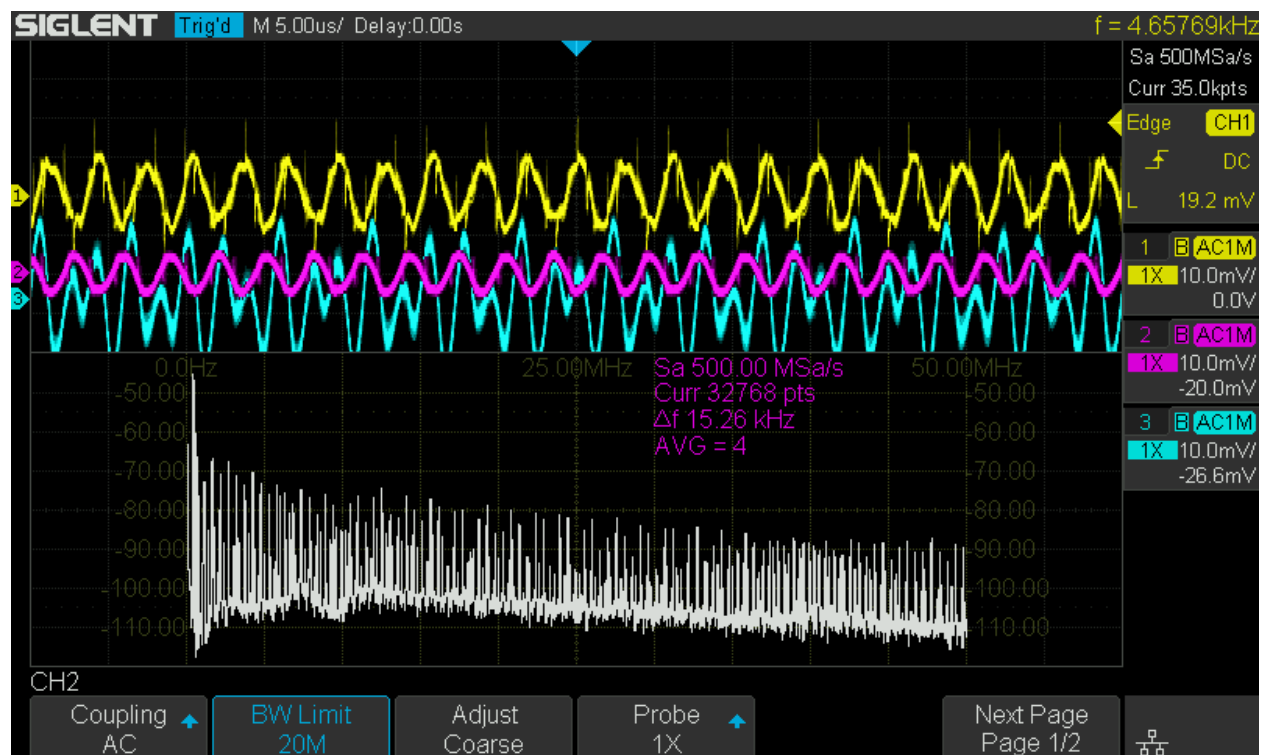 SIGLENT Trig'd M 5.00us/ Delay:0.00s f = 4.65769kHz
Sa 500MSa/s
Curr 35.0kpts
Edge CH1
DC
L 19.2 mV
1 B AC1M
1X 10.0mV/
0.0V
2 B AC1M
1X 10.0mV/
-20.0mV
3 B AC1M
1X 10.0mV/
-26.6mV
1
2
3
0.0Hz 25.00MHz 50.00MHz
Sa 500.00 MSa/s
Curr 32768 pts
Δf 15.26 kHz
AVG = 4
-50.00 -50.00
-60.00 -60.00
-70.00 -70.00
-80.00 -80.00
-90.00 -90.00
-100.00 -100.00
-110.00 -110.00
CH2
Coupling BW Limit Adjust Probe Next Page
AC 20M Coarse 1X Page 1/2